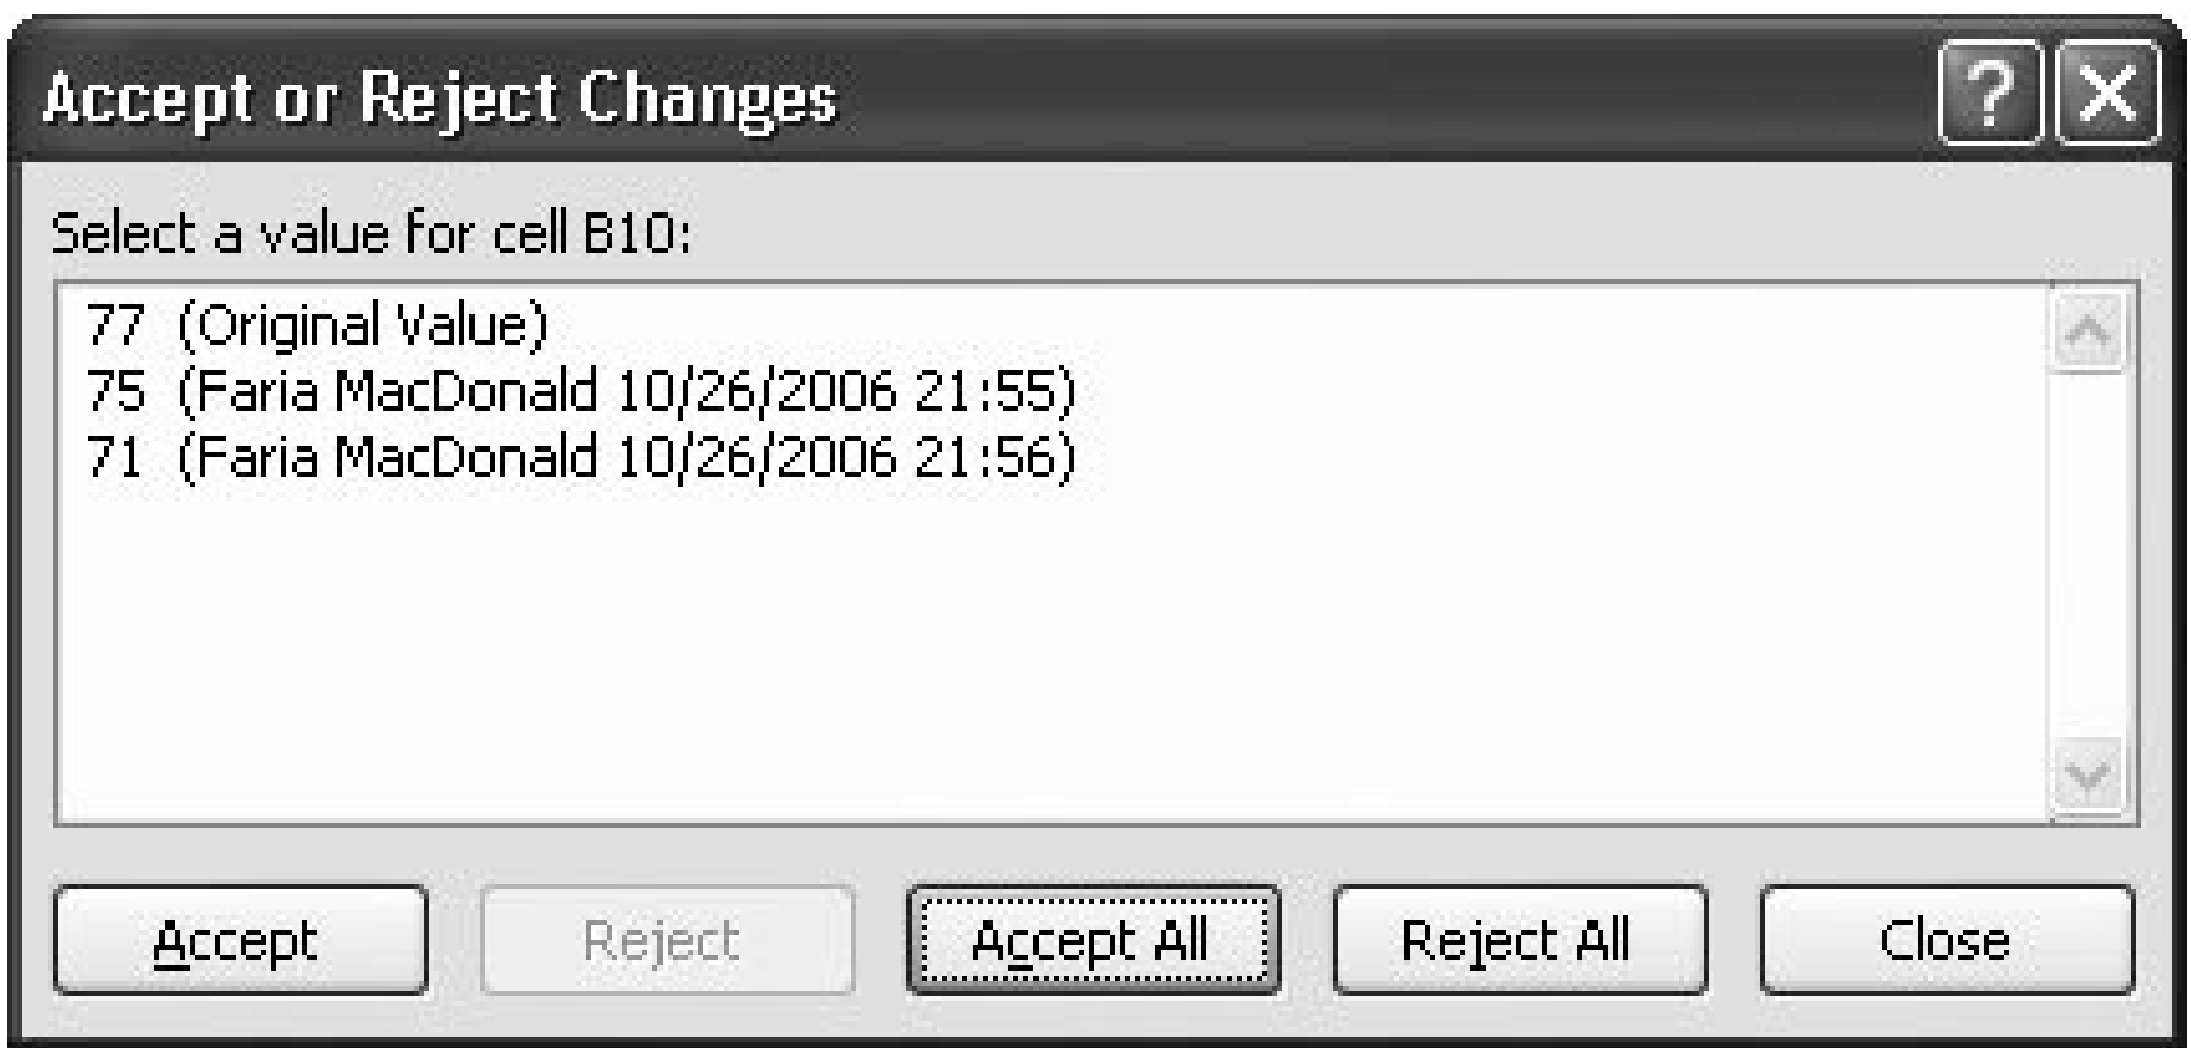 Accept or Reject Changes
Select a value for cell B10:
77 (Original Value)
75 (Faria MacDonald 10/26/2006 21:55)
71 (Faria MacDonald 10/26/2006 21:56)
Accept Reject Accept All Reject All Close